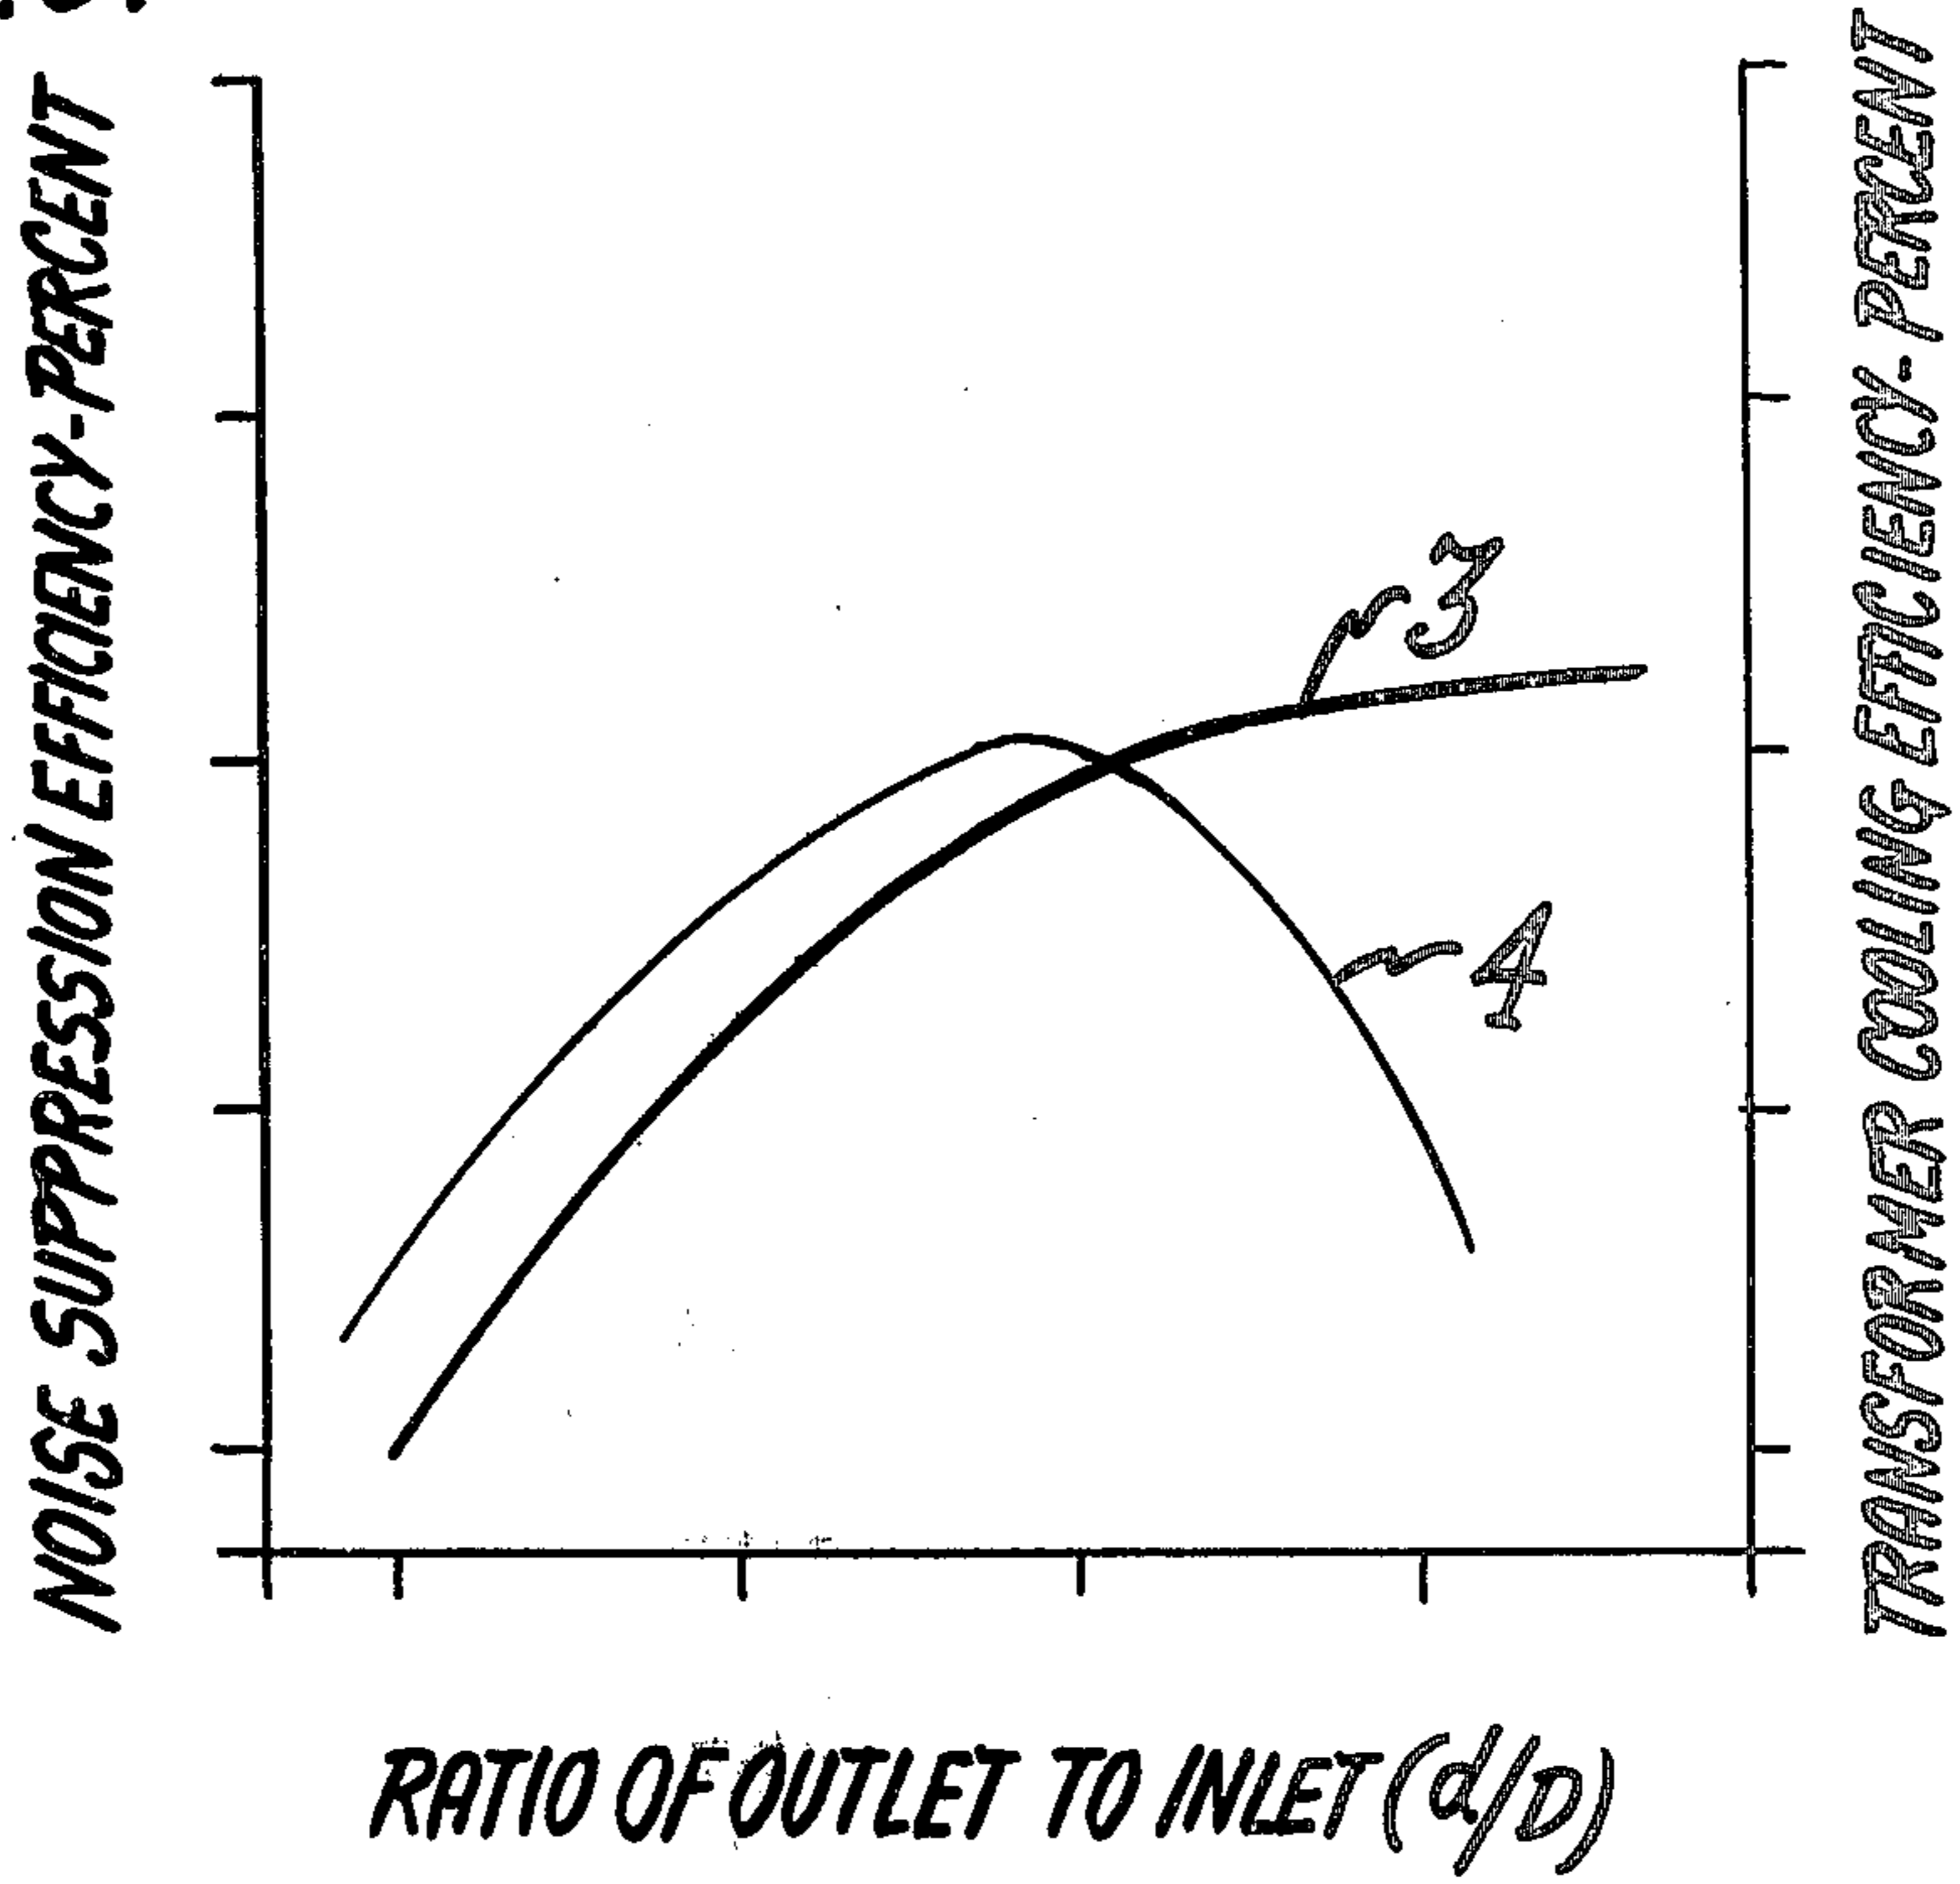 NOISE SUPPRESSION EFFICIENCY-PERCENT
3
4
TRANSFORMER COOLING EFFICIENCY-PERCENT
RATIO OF OUTLET TO INLET (d/D)